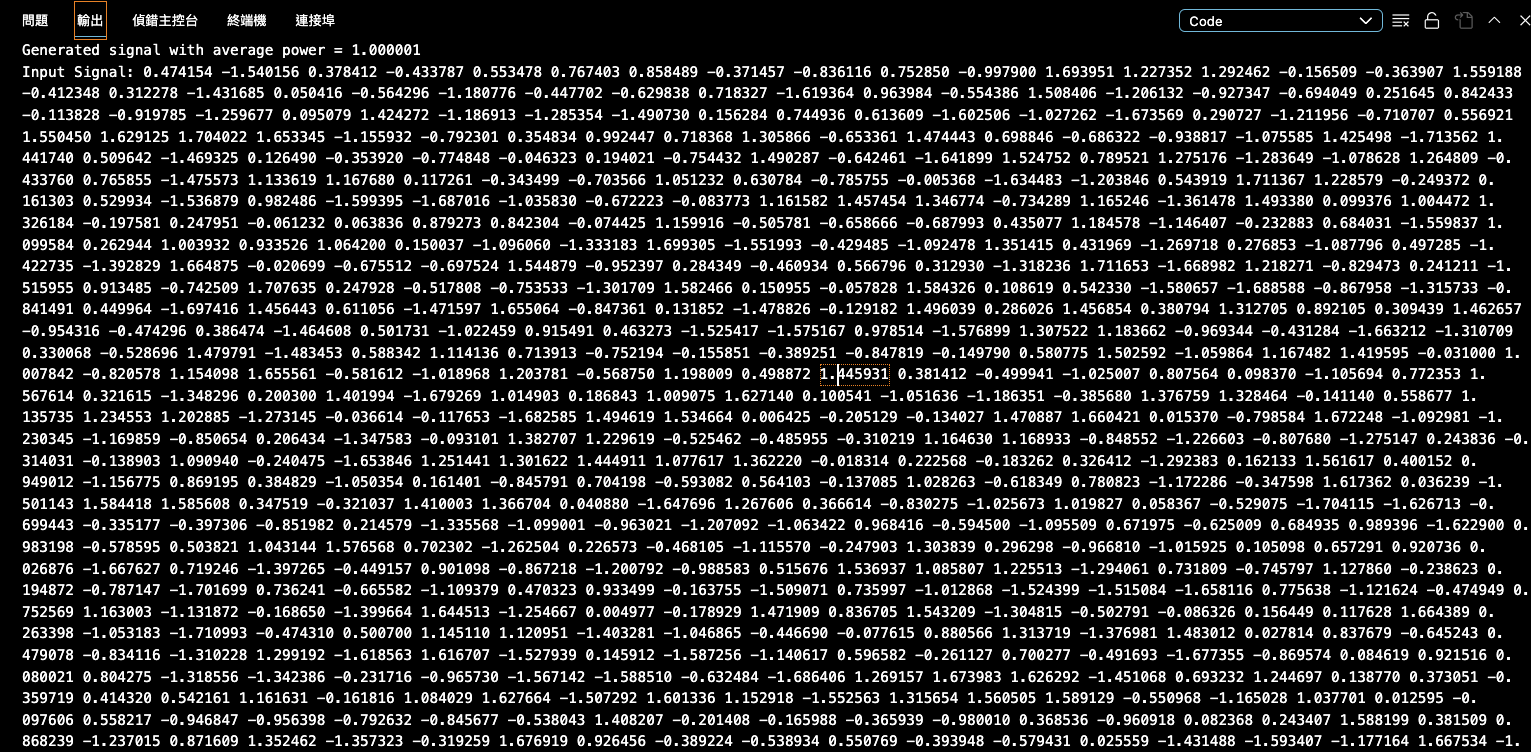 問題 輸出 偵錯主控台 終端機 連接埠 Code
Generated signal with average power = 1.000001
Input Signal: 0.474154 -1.540156 0.378412 -0.433787 0.553478 0.767403 0.858489 -0.371457 -0.836116 0.752850 -0.997900 1.693951 1.227352 1.292462 -0.156509 -0.363907 1.559188
-0.412348 0.312278 -1.431685 0.050416 -0.564296 -1.180776 -0.447702 -0.629838 0.718327 -1.619364 0.963984 -0.554386 1.508406 -1.206132 -0.927347 -0.694049 0.251645 0.842433
-0.113828 -0.919785 -1.259677 0.095079 1.424272 -1.186913 -1.285354 -1.490730 0.156284 0.744936 0.613609 -1.602506 -1.027262 -1.673569 0.290727 -1.211956 -0.710707 0.556921
1.550450 1.629125 1.704022 1.653345 -1.155932 -0.792301 0.354834 0.992447 0.718368 1.305866 -0.653361 1.474443 0.698846 -0.686322 -0.938817 -1.075585 1.425498 -1.713562 1.
441740 0.509642 -1.469325 0.126490 -0.353920 -0.774848 -0.046323 0.194021 -0.754432 1.490287 -0.642461 -1.641899 1.524752 0.789521 1.275176 -1.283649 -1.078628 1.264809 -0.
433760 0.765855 -1.475573 1.133619 1.167680 0.117261 -0.343499 -0.703566 1.051232 0.630784 -0.785755 -0.005368 -1.634483 -1.203846 0.543919 1.711367 1.228579 -0.249372 0.
161303 0.529934 -1.536879 0.982486 -1.599395 -1.687016 -1.035830 -0.672223 -0.083773 1.161582 1.457454 1.346774 -0.734289 1.165246 -1.361478 1.493380 0.099376 1.004472 1.
326184 -0.197581 0.247951 -0.061232 0.063836 0.879273 0.842304 -0.074425 1.159916 -0.505781 -0.658666 -0.687993 0.435077 1.184578 -1.146407 -0.232883 0.684031 -1.559837 1.
099584 0.262944 1.003932 0.933526 1.064200 0.150037 -1.096060 -1.333183 1.699305 -1.551993 -0.429485 -1.092478 1.351415 0.431969 -1.269718 0.276853 -1.087796 0.497285 -1.
422735 -1.392829 1.664875 -0.020699 -0.675512 -0.697524 1.544879 -0.952397 0.284349 -0.460934 0.566796 0.312930 -1.318236 1.711653 -1.668982 1.218271 -0.829473 0.241211 -1.
515955 0.913485 -0.742509 1.707635 0.247928 -0.517808 -0.753533 -1.301709 1.582466 0.150955 -0.057828 1.584326 0.108619 0.542330 -1.580657 -1.688588 -0.867958 -1.315733 -0.
841491 0.449964 -1.697416 1.456443 0.611056 -1.471597 1.655064 -0.847361 0.131852 -1.478826 -0.129182 1.496039 0.286026 1.456854 0.380794 1.312705 0.892105 0.309439 1.462657
-0.954316 -0.474296 0.386474 -1.464608 0.501731 -1.022459 0.915491 0.463273 -1.525417 -1.575167 0.978514 -1.576899 1.307522 1.183662 -0.969344 -0.431284 -1.663212 -1.310709
0.330068 -0.528696 1.479791 -1.483453 0.588342 1.114136 0.713913 -0.752194 -0.155851 -0.389251 -0.847819 -0.149790 0.580775 1.502592 -1.059864 1.167482 1.419595 -0.031000 1.
007842 -0.820578 1.154098 1.655561 -0.581612 -1.018968 1.203781 -0.568750 1.198009 0.498872 1.445931 0.381412 -0.499941 -1.025007 0.807564 0.098370 -1.105694 0.772353 1.
567614 0.321615 -1.348296 0.200300 1.401994 -1.679269 1.014903 0.186843 1.009075 1.627140 0.100541 -1.051636 -1.186351 -0.385680 1.376759 1.328464 -0.141140 0.558677 1.
135735 1.234553 1.202885 -1.273145 -0.036614 -0.117653 -1.682585 1.494619 1.534664 0.006425 -0.205129 -0.134027 1.470887 1.660421 0.015370 -0.798584 1.672248 -1.092981 -1.
230345 -1.169859 -0.850654 0.206434 -1.347583 -0.093101 1.382707 1.229619 -0.525462 -0.485955 -0.310219 1.164630 1.168933 -0.848552 -1.226603 -0.807680 -1.275147 0.243836 -0.
314031 -0.138903 1.090940 -0.240475 -1.653846 1.251441 1.301622 1.444911 1.077617 1.362220 -0.018314 0.222568 -0.183262 0.326412 -1.292383 0.162133 1.561617 0.400152 0.
949012 -1.156775 0.869195 0.384829 -1.050354 0.161401 -0.845791 0.704198 -0.593082 0.564103 -0.137085 1.028263 -0.618349 0.780823 -1.172286 -0.347598 1.617362 0.036239 -1.
501143 1.584418 1.585608 0.347519 -0.321037 1.410003 1.366704 0.040880 -1.647696 1.267606 0.366614 -0.830275 -1.025673 1.019827 0.058367 -0.529075 -1.704115 -1.626713 -0.
699443 -0.335177 -0.397306 -0.851982 0.214579 -1.335568 -1.099001 -0.963021 -1.207092 -1.063422 0.968416 -0.594500 -1.095509 0.671975 -0.625009 0.684935 0.989396 -1.622900 0.
983198 -0.578595 0.503821 1.043144 1.576568 0.702302 -1.262504 0.226573 -0.468105 -1.115570 -0.247903 1.303839 0.296298 -0.966810 -1.015925 0.105098 0.657291 0.920736 0.
026876 -1.667627 0.719246 -1.397265 -0.449157 0.901098 -0.867218 -1.200792 -0.988583 0.515676 1.536937 1.085807 1.225513 -1.294061 0.731809 -0.745797 1.127860 -0.238623 0.
194872 -0.787147 -1.701699 0.736241 -0.665582 -1.109379 0.470323 0.933499 -0.163755 -1.509071 0.735997 -1.012868 -1.524399 -1.515084 -1.658116 0.775638 -1.121624 -0.474949 0.
752569 1.163003 -1.131872 -0.168650 -1.399664 1.644513 -1.254667 0.004977 -0.178929 1.471909 0.836705 1.543209 -1.304815 -0.502791 -0.086326 0.156449 0.117628 1.664389 0.
263398 -1.053183 -1.710993 -0.474310 0.500700 1.145110 1.120951 -1.403281 -1.046865 -0.446690 -0.077615 0.880566 1.313719 -1.376981 1.483012 0.027814 0.837679 -0.645243 0.
479078 -0.834116 -1.310228 1.299192 -1.618563 1.616707 -1.527939 0.145912 -1.587256 -1.140617 0.596582 -0.261127 0.700277 -0.491693 -1.677355 -0.869574 0.084619 0.921516 0.
080021 0.804275 -1.318556 -1.342386 -0.231716 -0.965730 -1.567142 -1.588510 -0.632484 -1.686406 1.269157 1.673983 1.626292 -1.451068 0.693232 1.244697 0.138770 0.373051 -0.
359719 0.414320 0.542161 1.161631 -0.161816 1.084029 1.627664 -1.507292 1.601336 1.152918 -1.552563 1.315654 1.560505 1.589129 -0.550968 -1.165028 1.037701 0.012595 -0.
097606 0.558217 -0.946847 -0.956398 -0.792632 -0.845677 -0.538043 1.408207 -0.201408 -0.165988 -0.365939 -0.980010 0.368536 -0.960918 0.082368 0.243407 1.588199 0.381509 0.
868239 -1.237015 0.871609 1.352462 -1.357323 -0.319259 1.676919 0.926456 -0.389224 -0.538934 0.550769 -0.393948 -0.579431 0.025559 -1.431488 -1.593407 -1.177164 1.667534 -1.